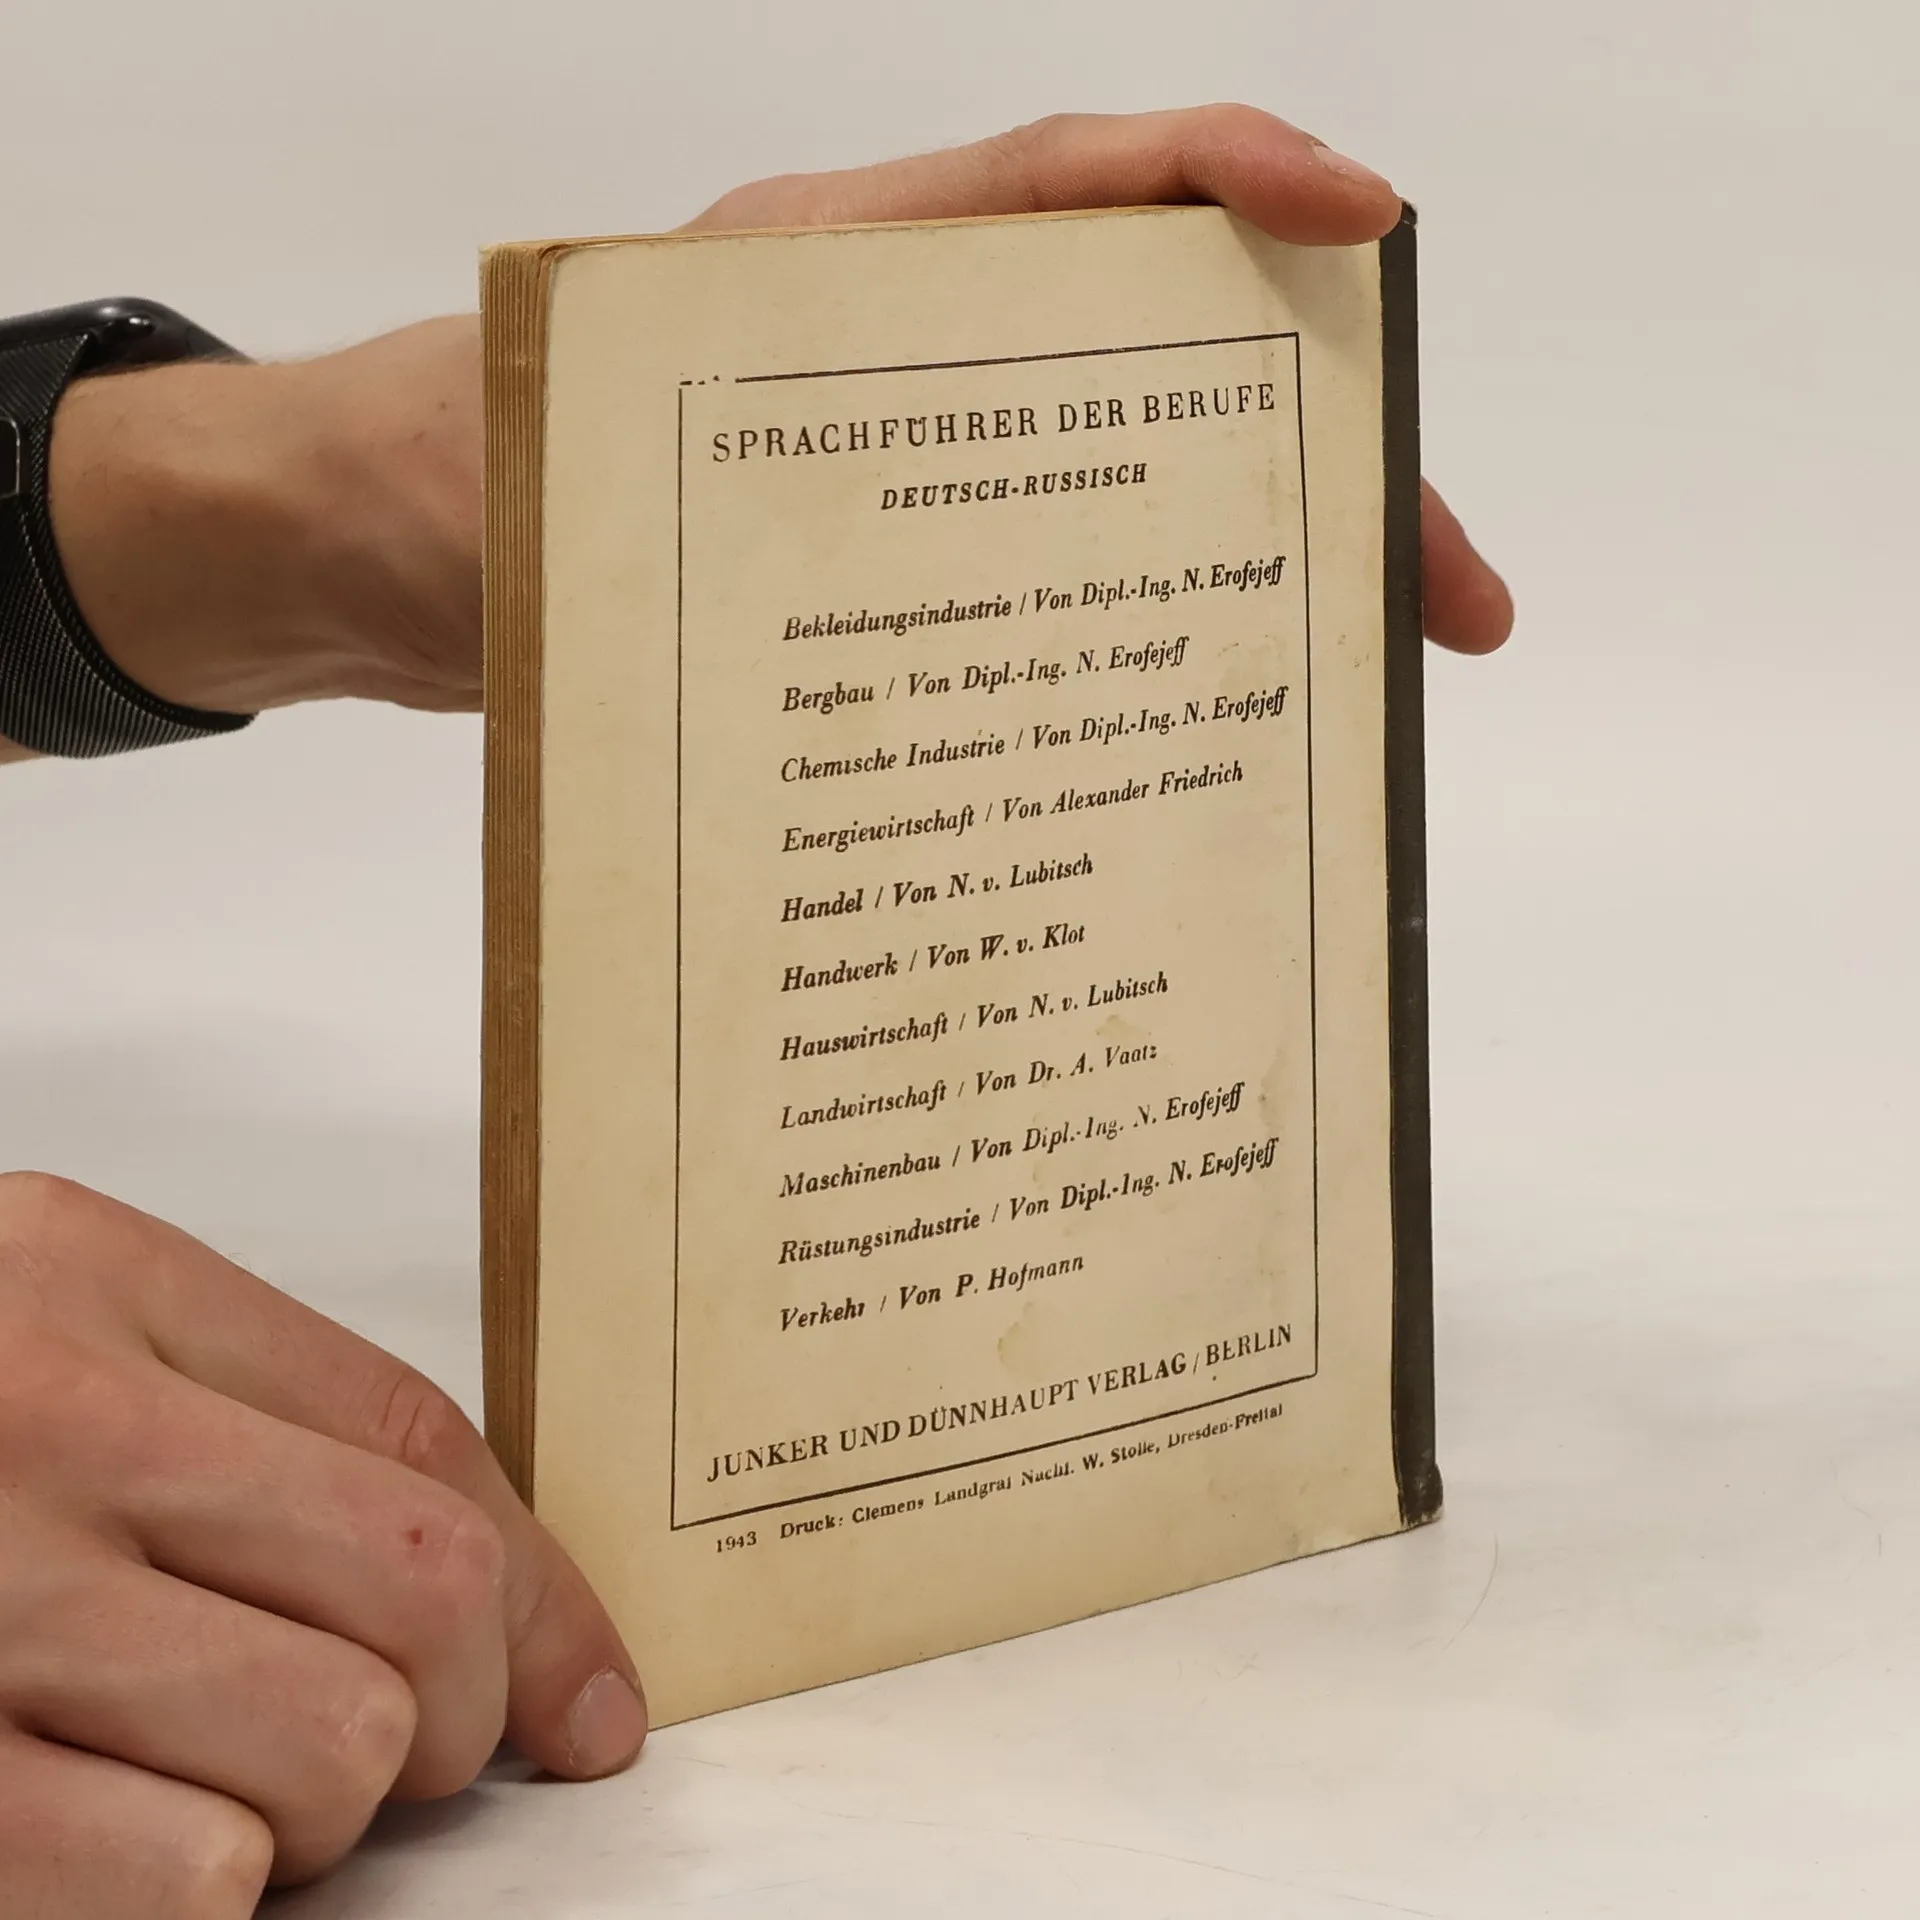 SPRACHFÜHRER DER BERUFE
DEUTSCH-RUSSISCH
Bekleidungsindustrie / Von Dipl.-Ing. N. Erofejeff
Bergbau / Von Dipl.-Ing. N. Erofejeff
Chemische Industrie / Von Dipl.-Ing. N. Erofejeff
Energiewirtschaft / Von Alexander Friedrich
Handel / Von N. v. Lubitsch
Handwerk / Von W. v. Klot
Hauswirtschaft / Von N. v. Lubitsch
Landwirtschaft / Von Dr. A. Vaatz
Maschinenbau / Von Dipl.-Ing. N. Erofejeff
Rüstungsindustrie / Von Dipl.-Ing. N. Erofejeff
Verkehr / Von P. Hofmann
JUNKER UND DÜNNHAUPT VERLAG / BERLIN
1943 Druck: Clemens Landgraf Nachf. W. Stolle, Dresden-Freital